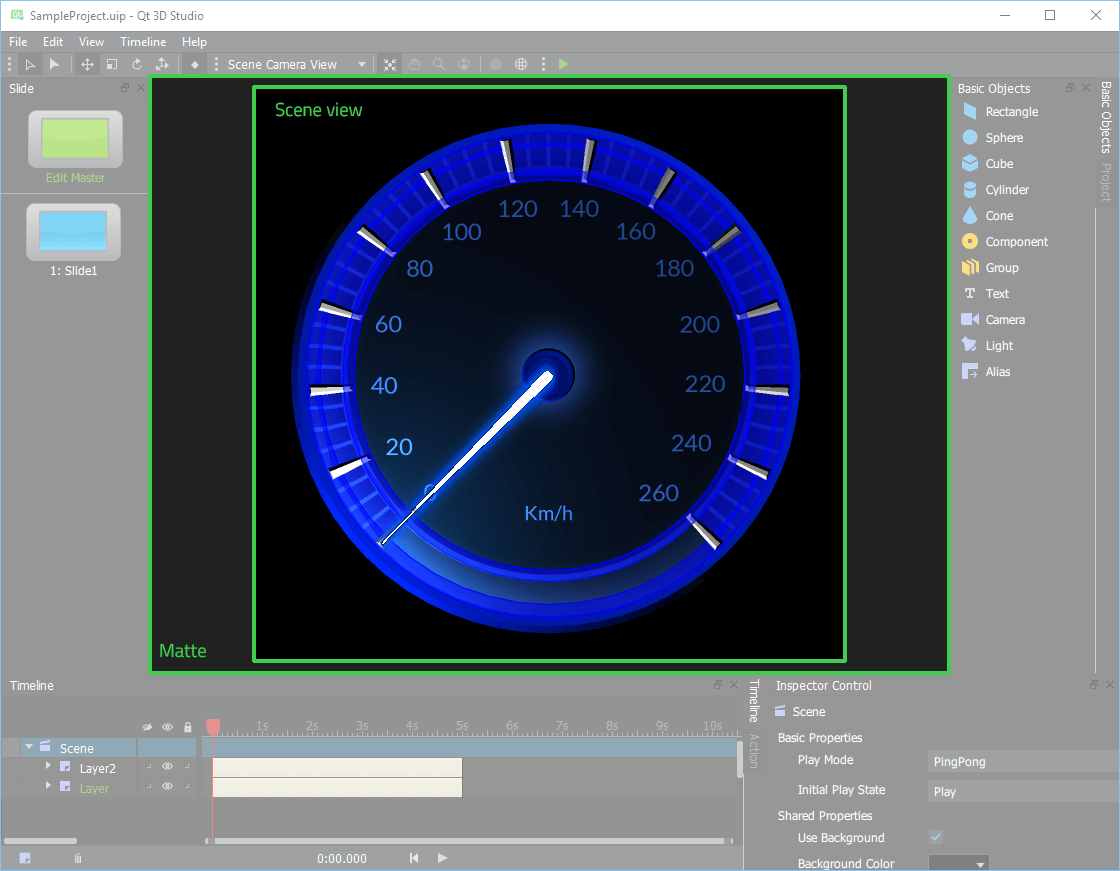 SampleProject.uip - Qt 3D Studio
File Edit View Timeline Help
Scene Camera View
Slide
Edit Master
1: Slide1
Scene view
120 140
100 160
80 180
60 200
40 220
20 240
0 260
Km/h
Matte
Basic Objects
Rectangle
Sphere
Cube
Cylinder
Cone
Component
Group
Text
Camera
Light
Alias
Basic Objects
Project
Timeline
1s 2s 3s 4s 5s 6s 7s 8s 9s 10s
Scene
Layer2
Layer
0:00.000
Timeline
Action
Inspector Control
Scene
Basic Properties
Play Mode PingPong
Initial Play State Play
Shared Properties
Use Background
Background Color